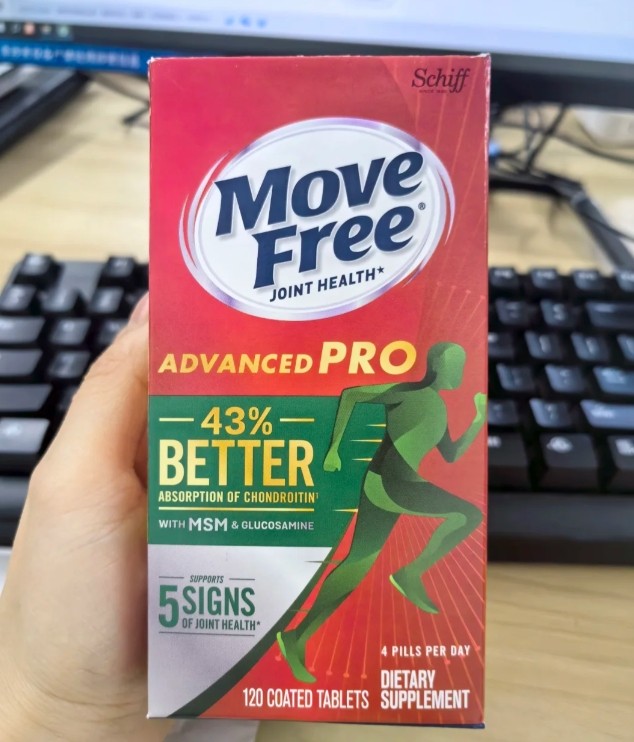 Schiff
Move
Free®
JOINT HEALTH*
ADVANCED PRO
43%
BETTER
ABSORPTION OF CHONDROITIN
WITH MSM & GLUCOSAMINE
SUPPORTS
5 SIGNS
OF JOINT HEALTH*
4 PILLS PER DAY
120 COATED TABLETS
DIETARY
SUPPLEMENT